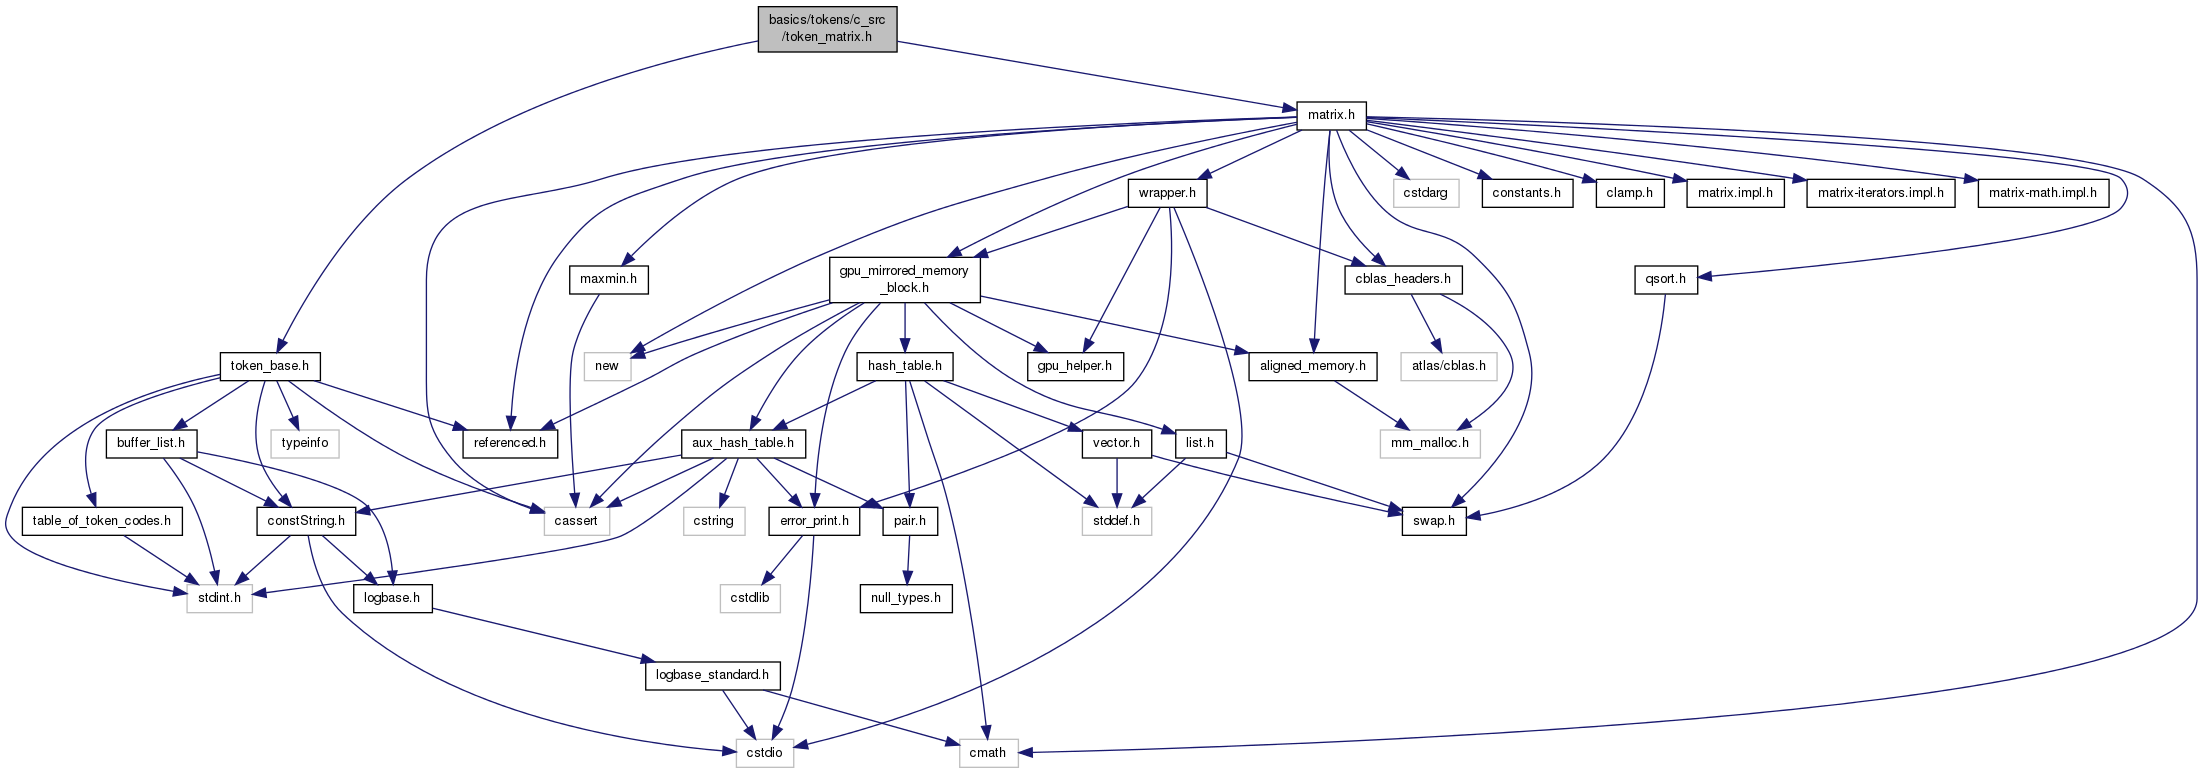 basics/tokens/c_src
/token_matrix.h
matrix.h
wrapper.h
cstdarg
constants.h
clamp.h
matrix.impl.h
matrix-iterators.impl.h
matrix-math.impl.h
maxmin.h
gpu_mirrored_memory
_block.h
cblas_headers.h
qsort.h
token_base.h
new
hash_table.h
gpu_helper.h
aligned_memory.h
atlas/cblas.h
buffer_list.h
typeinfo
referenced.h
aux_hash_table.h
vector.h
list.h
mm_malloc.h
table_of_token_codes.h
constString.h
cassert
cstring
error_print.h
pair.h
stddef.h
swap.h
stdint.h
logbase.h
cstdlib
null_types.h
logbase_standard.h
cstdio
cmath